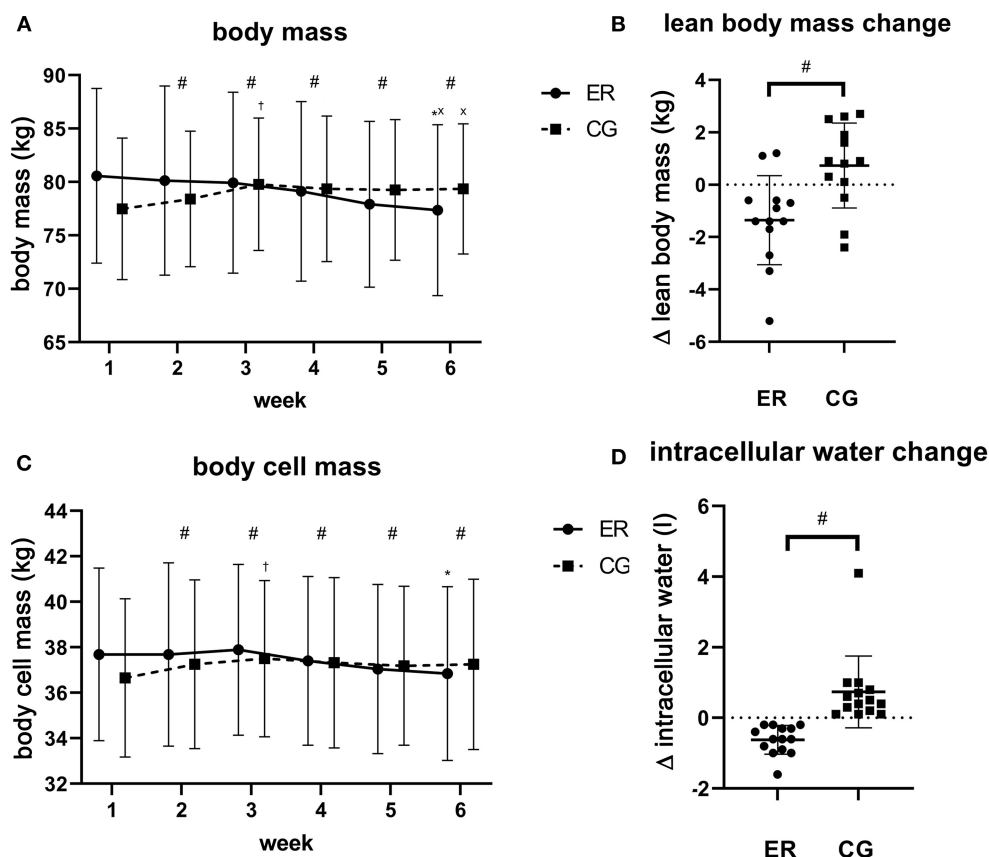 A
body mass
90
85
80
75
70
65
body mass (kg)
# # # # #
†
*x x
1 2 3 4 5 6
week
ER
CG
B
lean body mass change
#
4
2
0
-2
-4
-6
Δ lean body mass (kg)
ER CG
C
body cell mass
44
42
40
38
36
34
32
body cell mass (kg)
# # # # #
†
*
1 2 3 4 5 6
week
ER
CG
D
intracellular water change
#
6
4
2
0
-2
Δ intracellular water (l)
ER CG